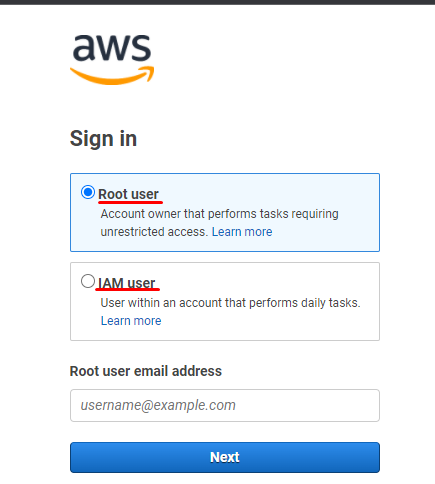 aws
Sign in
Root user
Account owner that performs tasks requiring
unrestricted access. Learn more
IAM user
User within an account that performs daily tasks.
Learn more
Root user email address
username@example.com
Next